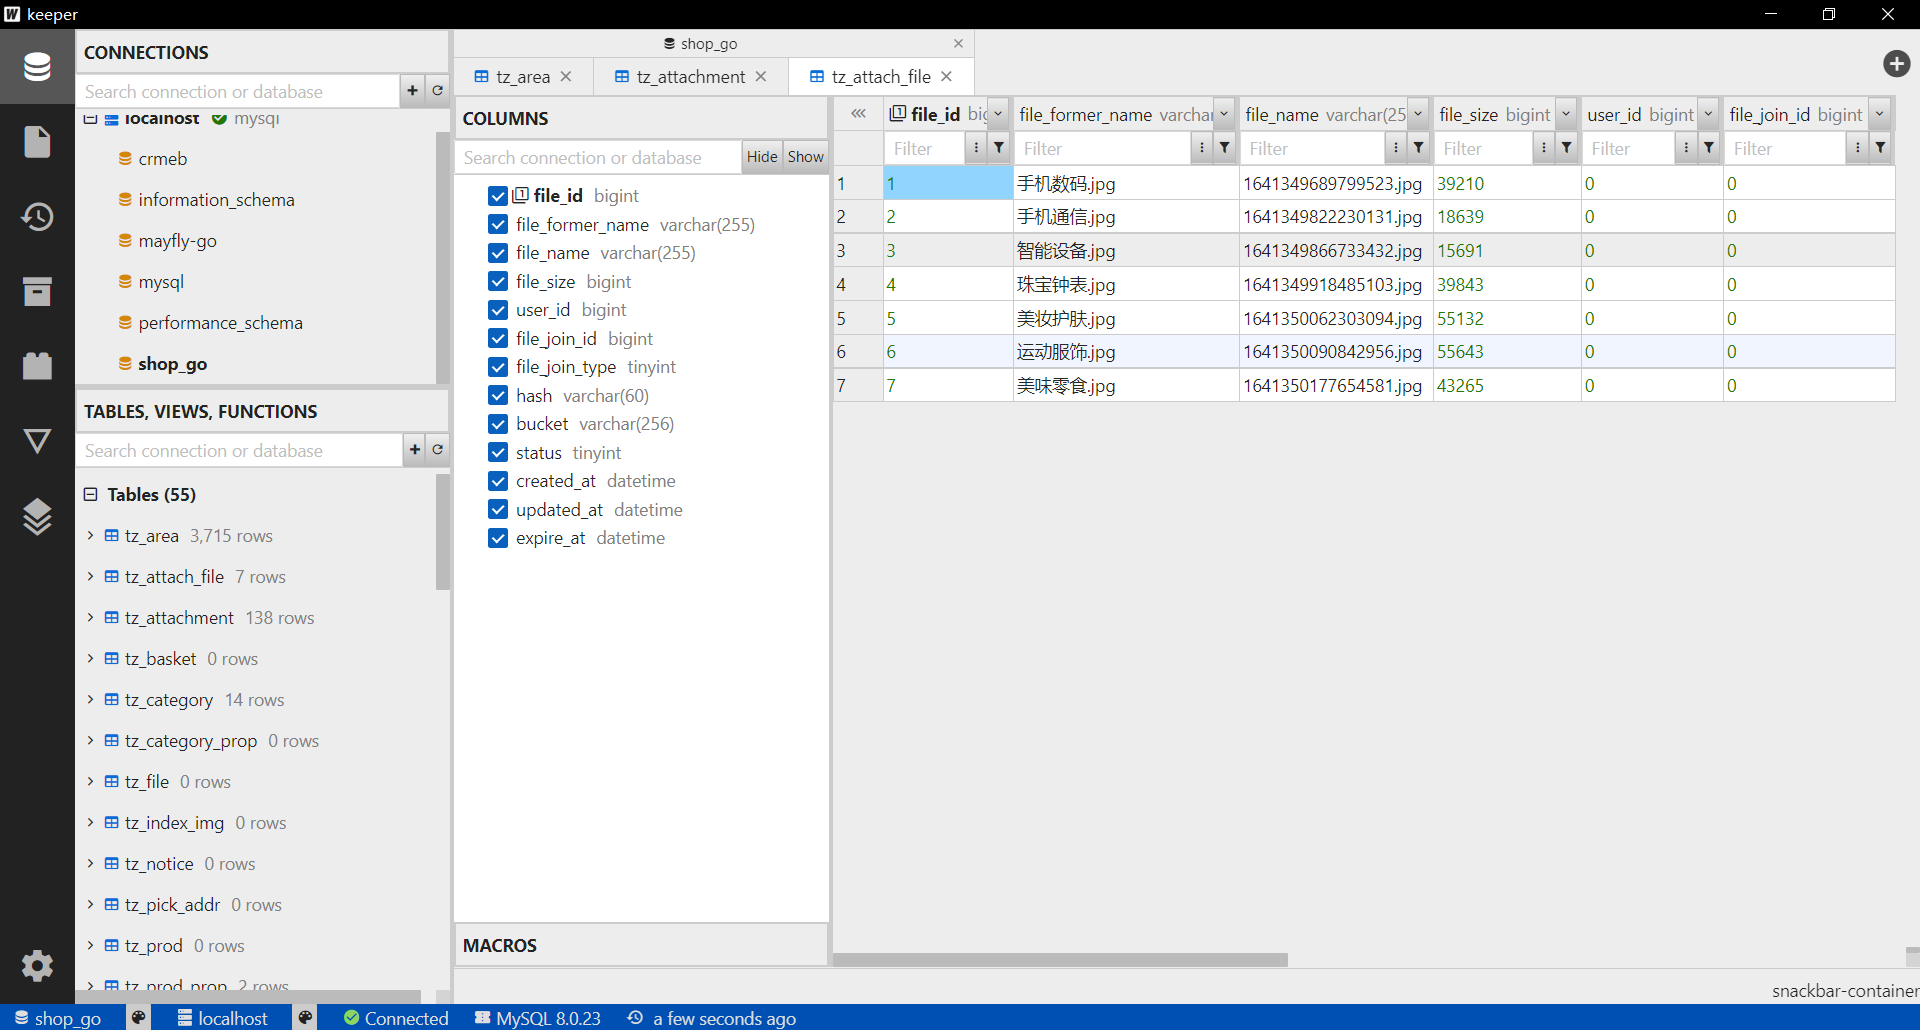 keeper
CONNECTIONS
Search connection or database
localhost mysql
crmeb
information_schema
mayfly-go
mysql
performance_schema
shop_go
TABLES, VIEWS, FUNCTIONS
Search connection or database
Tables (55)
tz_area 3,715 rows
tz_attach_file 7 rows
tz_attachment 138 rows
tz_basket 0 rows
tz_category 14 rows
tz_category_prop 0 rows
tz_file 0 rows
tz_index_img 0 rows
tz_notice 0 rows
tz_pick_addr 0 rows
tz_prod 0 rows
tz_prod_prop 2 rows
shop_go
tz_area tz_attachment tz_attach_file
COLUMNS
Search connection or database Hide Show
file_id bigint
file_former_name varchar(255)
file_name varchar(255)
file_size bigint
user_id bigint
file_join_id bigint
file_join_type tinyint
hash varchar(60)
bucket varchar(256)
status tinyint
created_at datetime
updated_at datetime
expire_at datetime
MACROS
file_id big file_former_name varchar file_name varchar(25 file_size bigint user_id bigint file_join_id bigint
Filter Filter Filter Filter Filter Filter
1 1 手机数码.jpg 1641349689799523.jpg 39210 0 0
2 2 手机通信.jpg 1641349822230131.jpg 18639 0 0
3 3 智能设备.jpg 1641349866733432.jpg 15691 0 0
4 4 珠宝钟表.jpg 1641349918485103.jpg 39843 0 0
5 5 美妆护肤.jpg 1641350062303094.jpg 55132 0 0
6 6 运动服饰.jpg 1641350090842956.jpg 55643 0 0
7 7 美味零食.jpg 1641350177654581.jpg 43265 0 0
snackbar-container
shop_go localhost Connected MySQL 8.0.23 a few seconds ago